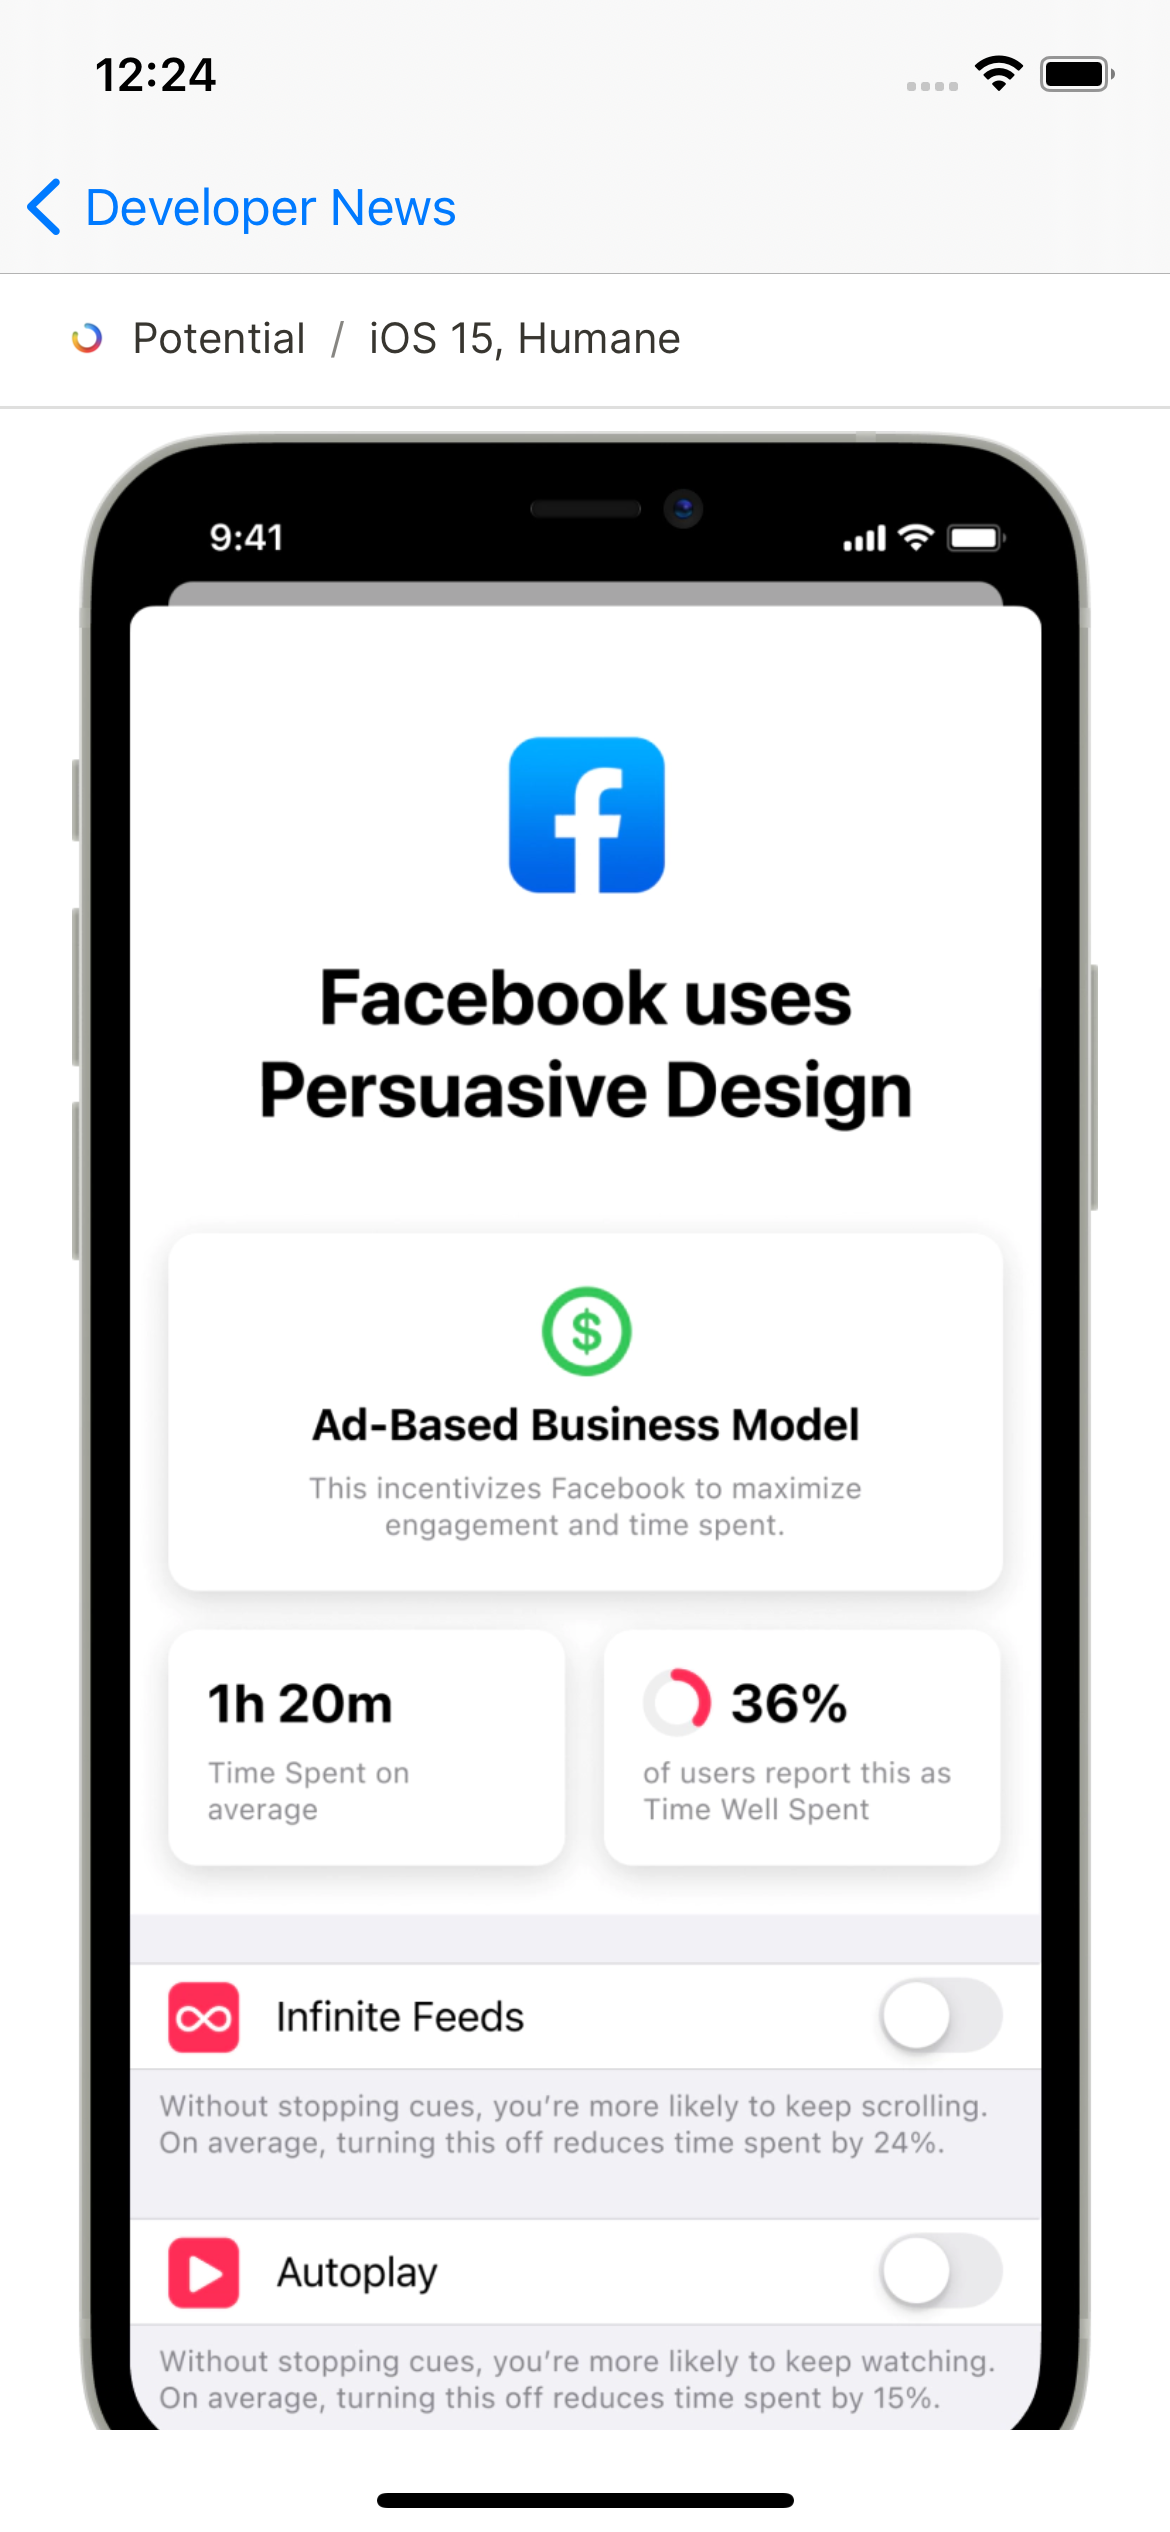 12:24
Developer News
Potential / iOS 15, Humane
9:41
Facebook uses
Persuasive Design
$
Ad-Based Business Model
This incentivizes Facebook to maximize
engagement and time spent.
1h 20m
Time Spent on
average
36%
of users report this as
Time Well Spent
Infinite Feeds
Without stopping cues, you’re more likely to keep scrolling.
On average, turning this off reduces time spent by 24%.
Autoplay
Without stopping cues, you’re more likely to keep watching.
On average, turning this off reduces time spent by 15%.